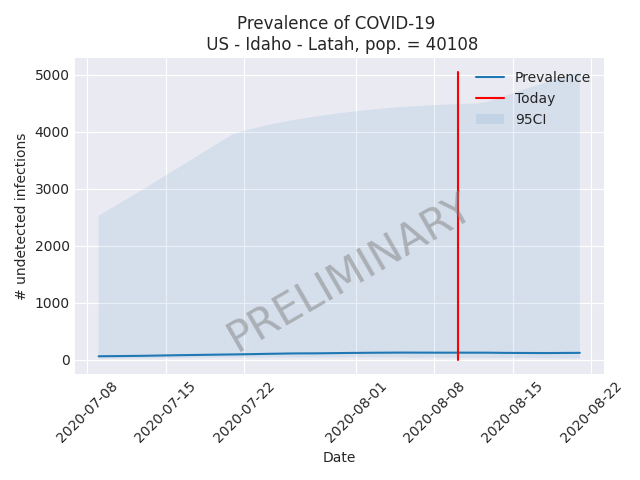 Prevalence of COVID-19
US - Idaho - Latah, pop. = 40108
5000
4000
3000
2000
1000
0
# undetected infections
Prevalence
Today
95CI
PRELIMINARY
2020-07-08
2020-07-15
2020-07-22
2020-08-01
2020-08-08
2020-08-15
2020-08-22
Date